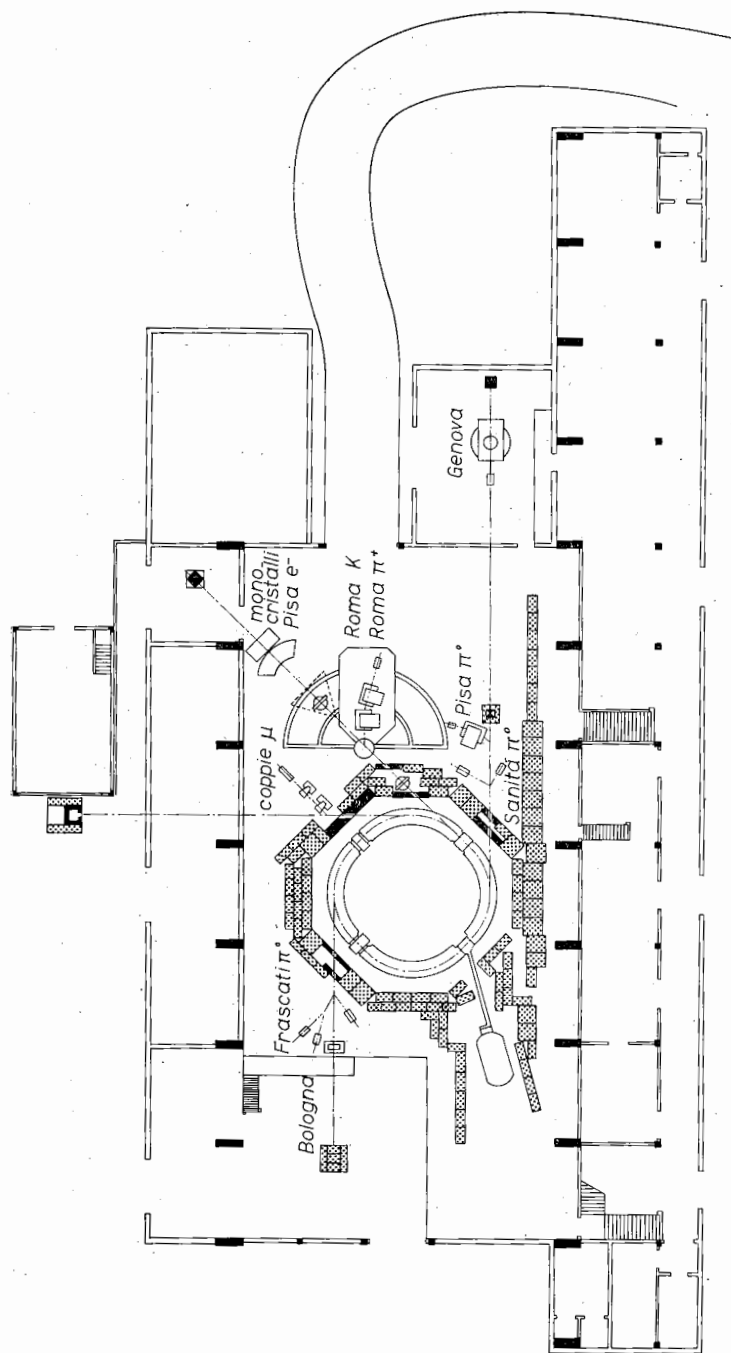 Genova
mono
cristalli
Pisa e⁻
Roma K
Roma π⁺
Pisa π°
coppie μ
Sanità π°
Frascati π°
Bologna